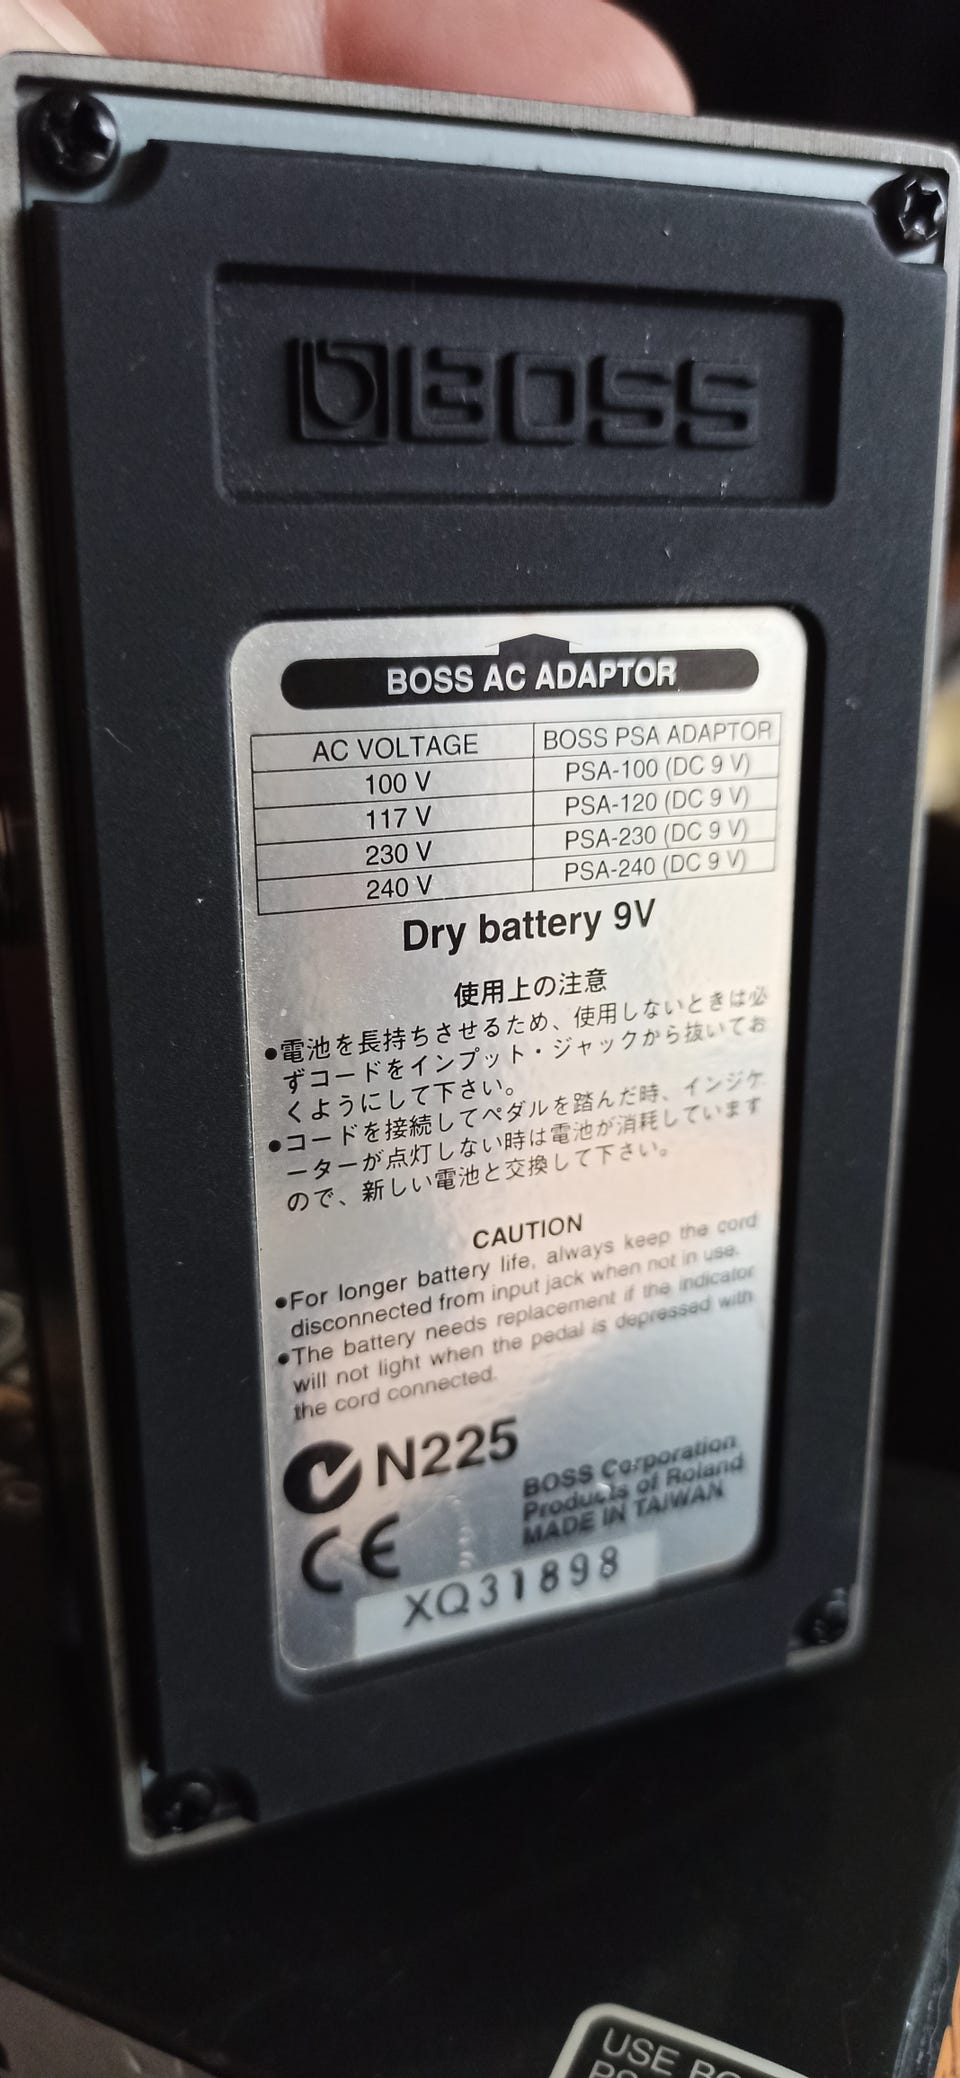 BOSS
BOSS AC ADAPTOR
AC VOLTAGE BOSS PSA ADAPTOR
100 V PSA-100 (DC 9 V)
117 V PSA-120 (DC 9 V)
230 V PSA-230 (DC 9 V)
240 V PSA-240 (DC 9 V)
Dry battery 9V
使用上の注意
●電池を長持ちさせるため、使用しないときは必
ずコードをインプット・ジャックから抜いてお
くようにして下さい。
●コードを接続してペダルを踏んだ時、インジケ
ーターが点灯しない時は電池が消耗しています
ので、新しい電池と交換して下さい。
CAUTION
●For longer battery life, always keep the cord
disconnected from input jack when not in use.
●The battery needs replacement if the indicator
will not light when the pedal is depressed with
the cord connected.
N225
BOSS Corporation
Products of Roland
MADE IN TAIWAN
CE
XQ31898
USE